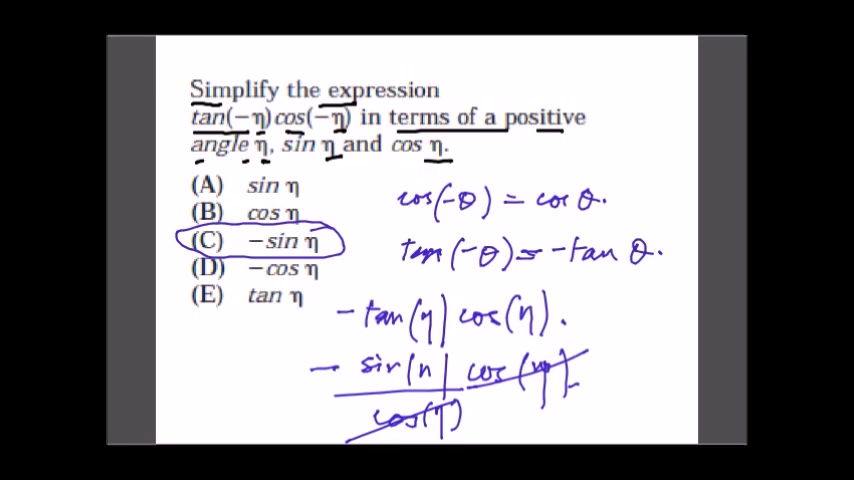 Simplify the expression
tan(−η)cos(−η) in terms of a positive
angle η, sin η and cos η.
(A) sin η
(B) cos η
(C) −sin η
(D) −cos η
(E) tan η
cos(-θ) = cos θ.
tan(-θ) = -tan θ.
- tan(η) cos(η).
- sin(η) cos(η)
cos(η)